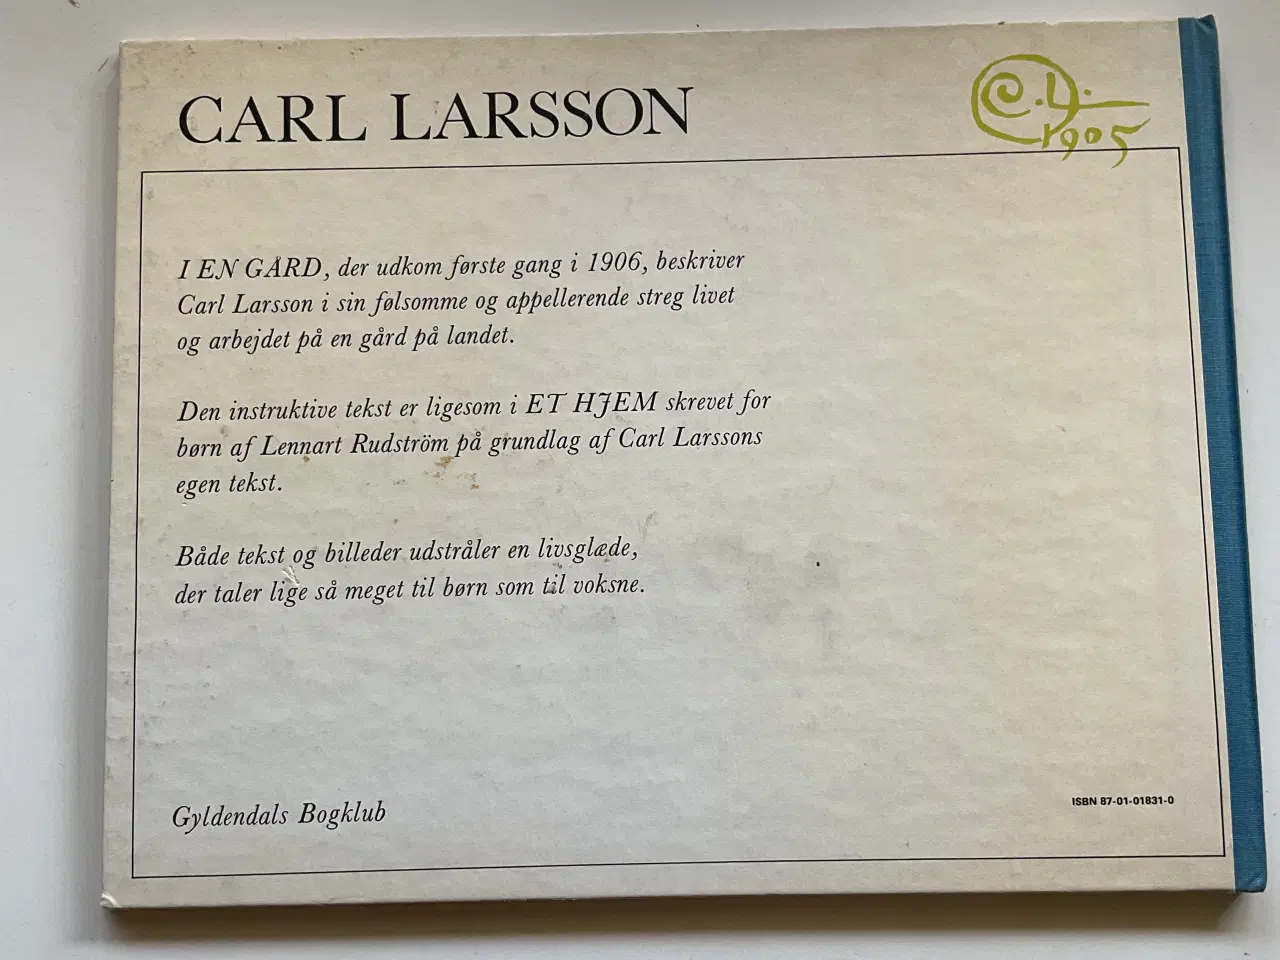 CARL LARSSON
C.L.
1905
I EN GÅRD, der udkom første gang i 1906, beskriver
Carl Larsson i sin følsomme og appellerende streg livet
og arbejdet på en gård på landet.
Den instruktive tekst er ligesom i ET HJEM skrevet for
børn af Lennart Rudström på grundlag af Carl Larssons
egen tekst.
Både tekst og billeder udstråler en livsglæde,
der taler lige så meget til børn som til voksne.
Gyldendals Bogklub
ISBN 87-01-01831-0